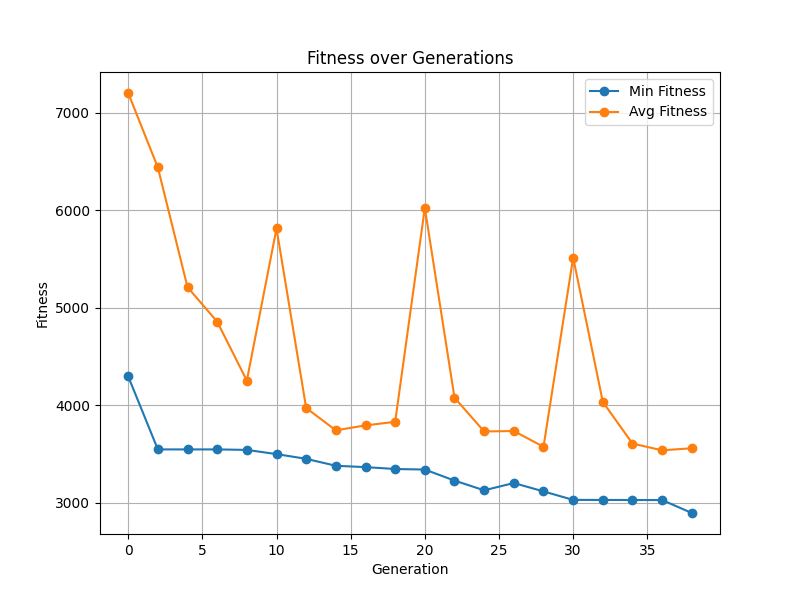 Fitness over Generations
Min Fitness
Avg Fitness
7000
6000
5000
4000
3000
Fitness
0 5 10 15 20 25 30 35
Generation